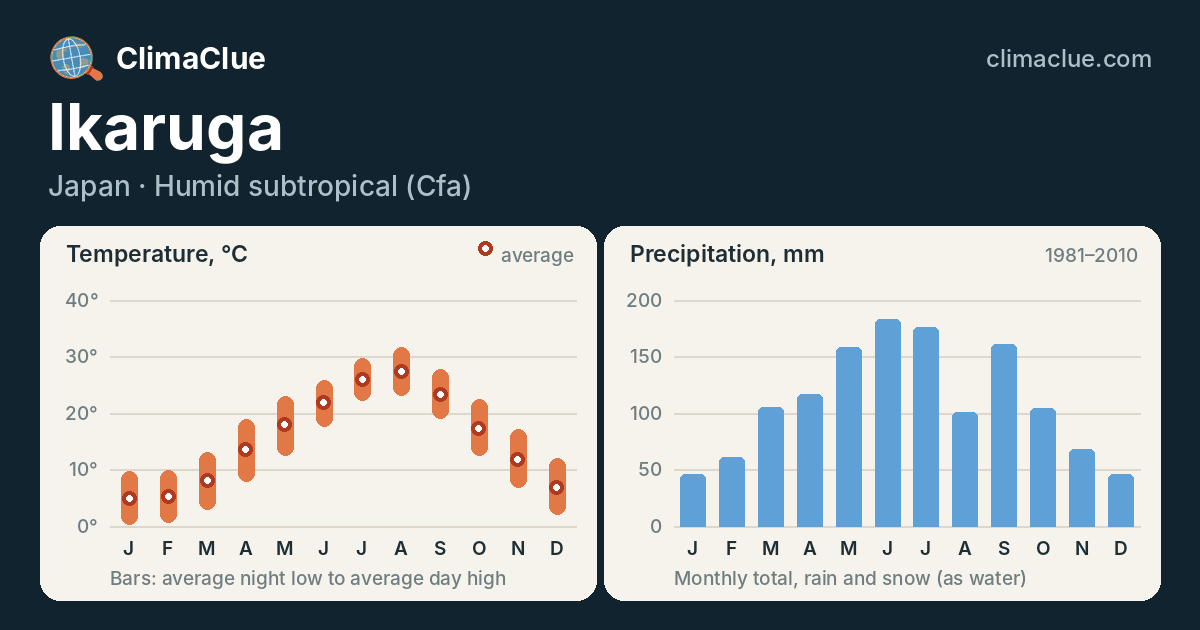 ClimaClue
climaclue.com
Ikaruga
Japan · Humid subtropical (Cfa)
Temperature, °C
average
40°
30°
20°
10°
0°
J F M A M J J A S O N D
Bars: average night low to average day high
Precipitation, mm
1981–2010
200
150
100
50
0
J F M A M J J A S O N D
Monthly total, rain and snow (as water)